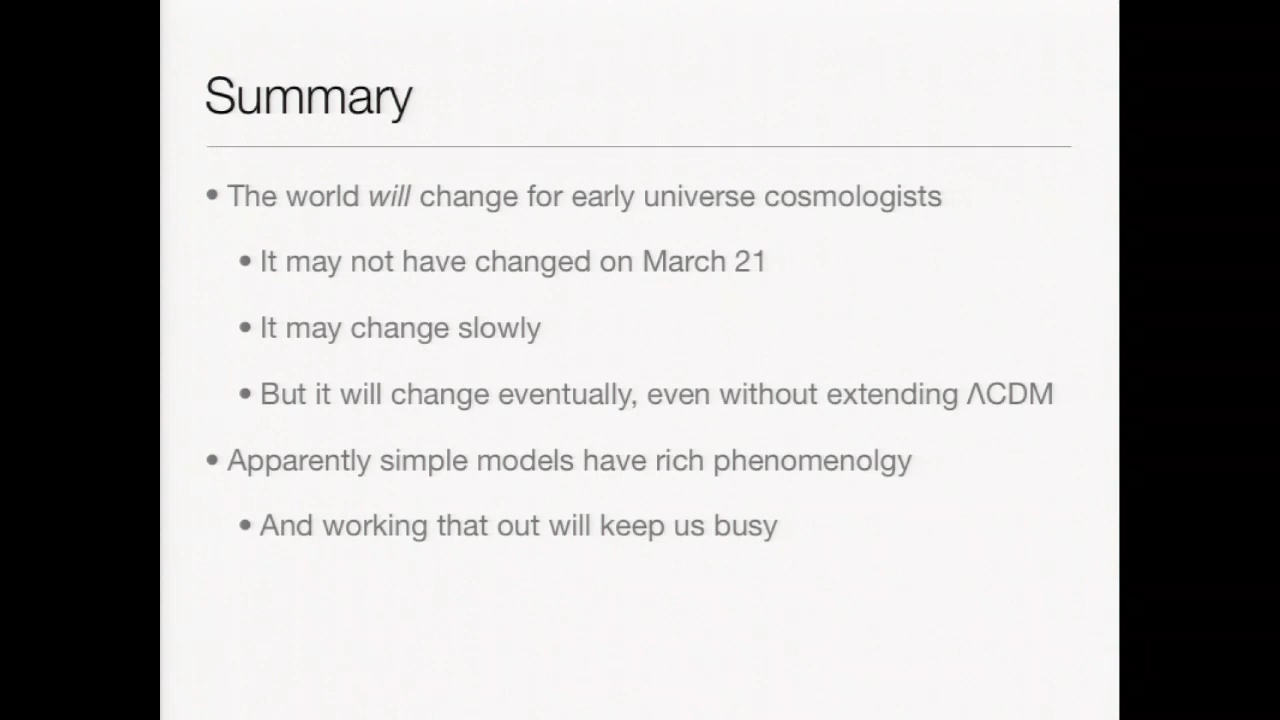 Summary
• The world will change for early universe cosmologists
• It may not have changed on March 21
• It may change slowly
• But it will change eventually, even without extending ΛCDM
• Apparently simple models have rich phenomenolgy
• And working that out will keep us busy